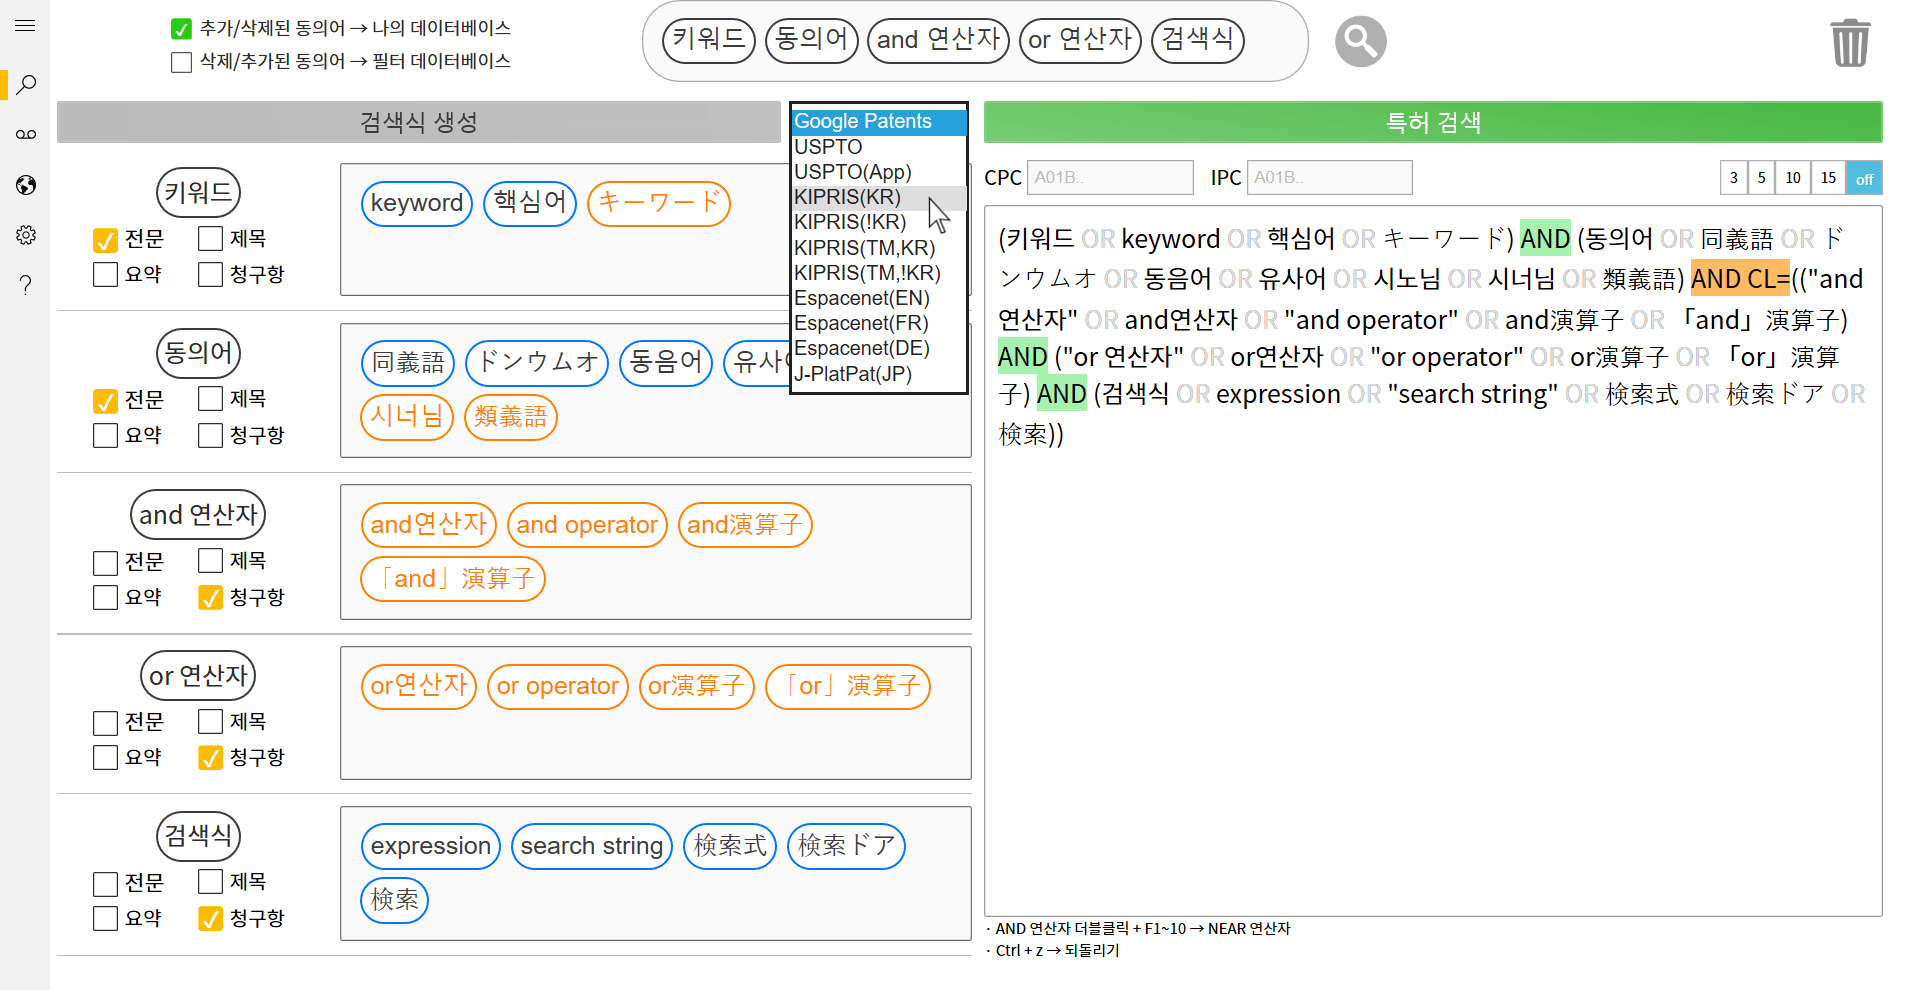 추가/삭제된 동의어 → 나의 데이터베이스
삭제/추가된 동의어 → 필터 데이터베이스
키워드 동의어 and 연산자 or 연산자 검색식
검색식 생성
Google Patents
USPTO
USPTO(App)
KIPRIS(KR)
KIPRIS(!KR)
KIPRIS(TM,KR)
KIPRIS(TM,!KR)
Espacenet(EN)
Espacenet(FR)
Espacenet(DE)
J-PlatPat(JP)
키워드
전문 제목
요약 청구항
keyword 핵심어 キーワード
동의어
전문 제목
요약 청구항
同義語 ドンウムオ 동음어
시너님 類義語
and 연산자
전문 제목
요약 청구항
and연산자 and operator and演算子
「and」演算子
or 연산자
전문 제목
요약 청구항
or연산자 or operator or演算子 「or」演算子
검색식
전문 제목
요약 청구항
expression search string 検索式 検索ドア
検索
특허 검색
CPC A01B.. IPC A01B.. 3 5 10 15 off
(키워드 OR keyword OR 핵심어 OR キーワード) AND (동의어 OR 同義語 OR ド
ンウムオ OR 동음어 OR 유사어 OR 시노님 OR 시너님 OR 類義語) AND CL=(("and
연산자" OR and연산자 OR "and operator" OR and演算子 OR 「and」演算子)
AND ("or 연산자" OR or연산자 OR "or operator" OR or演算子 OR 「or」演算
子) AND (검색식 OR expression OR "search string" OR 検索式 OR 検索ドア OR
検索))
· AND 연산자 더블클릭 + F1~10 → NEAR 연산자
· Ctrl + z → 되돌리기